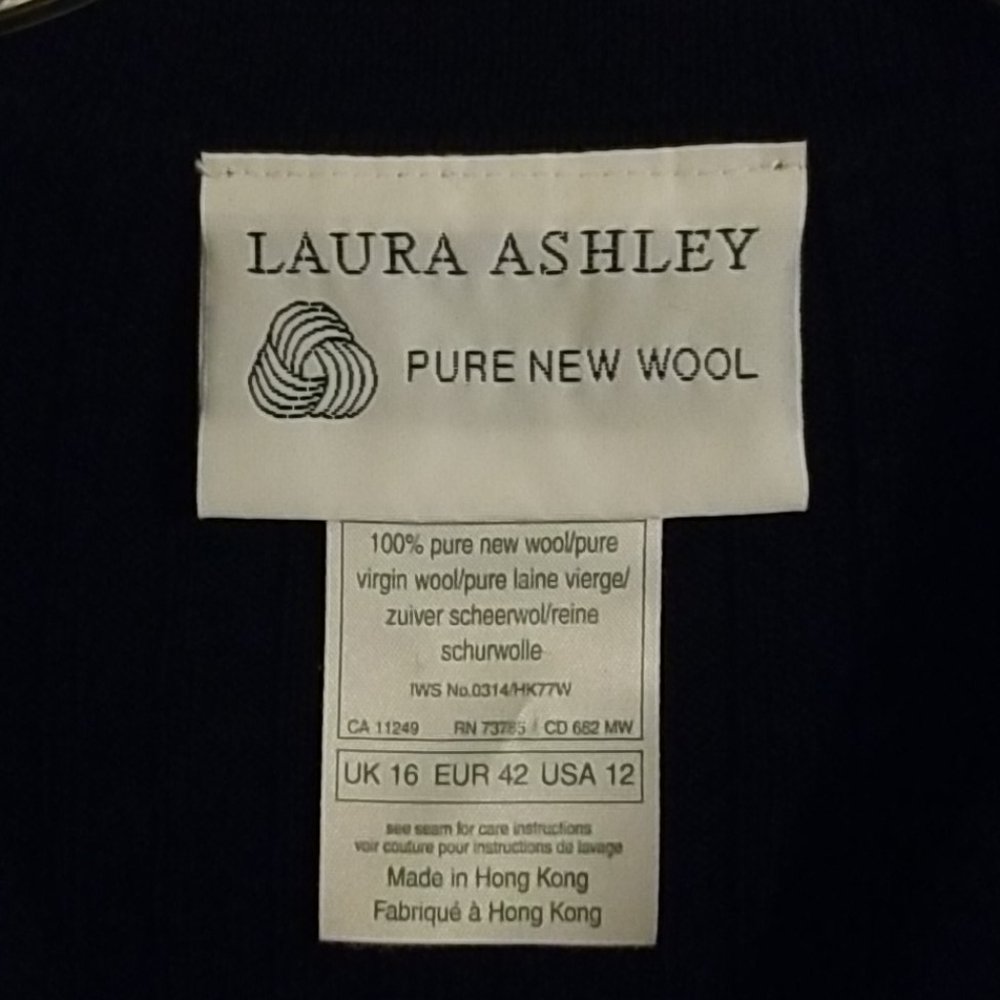 LAURA ASHLEY
PURE NEW WOOL
100% pure new wool/pure
virgin wool/pure laine vierge/
zuiver scheerwol/reine
schurwolle
IWS No.0314/HK77W
CA 11249 RN 73785 CD 682 MW
UK 16 EUR 42 USA 12
see seam for care instructions
voir couture pour instructions de lavage
Made in Hong Kong
Fabriqué à Hong Kong